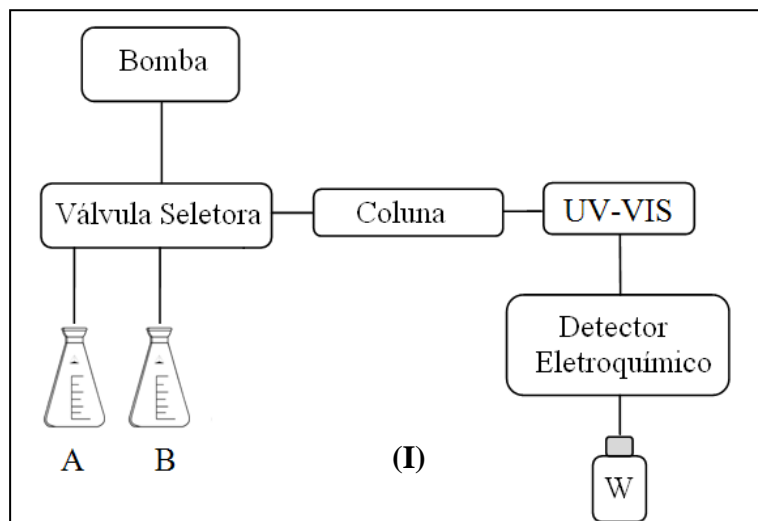 Bomba
Válvula Seletora
Coluna
UV-VIS
Detector
Eletroquímico
A
B
(I)
W